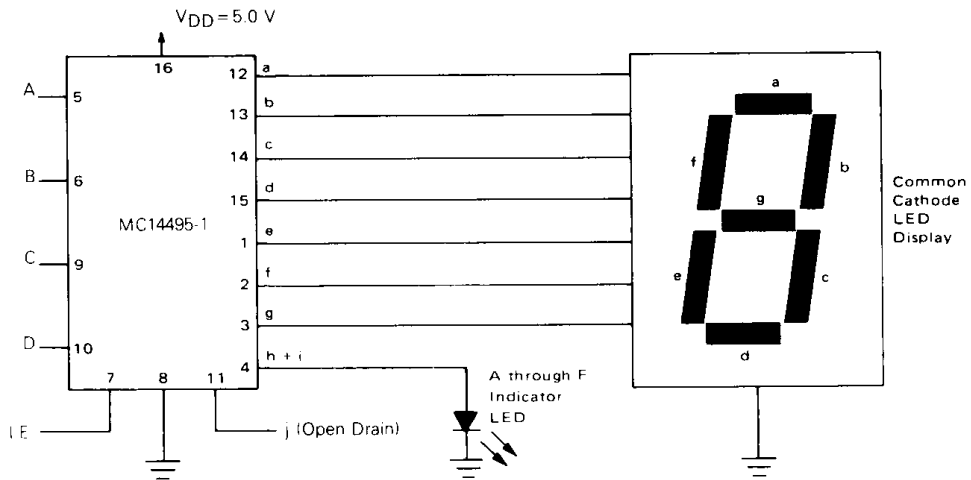 VDD = 5.0 V
16
A
5
B
6
C
9
D
10
MC14495-1
12 a
13 b
14 c
15 d
1 e
2 f
3 g
4 h + i
7
8
11
LE
j (Open Drain)
A through F
Indicator
LED
a
f
b
g
e
c
d
Common
Cathode
LED
Display